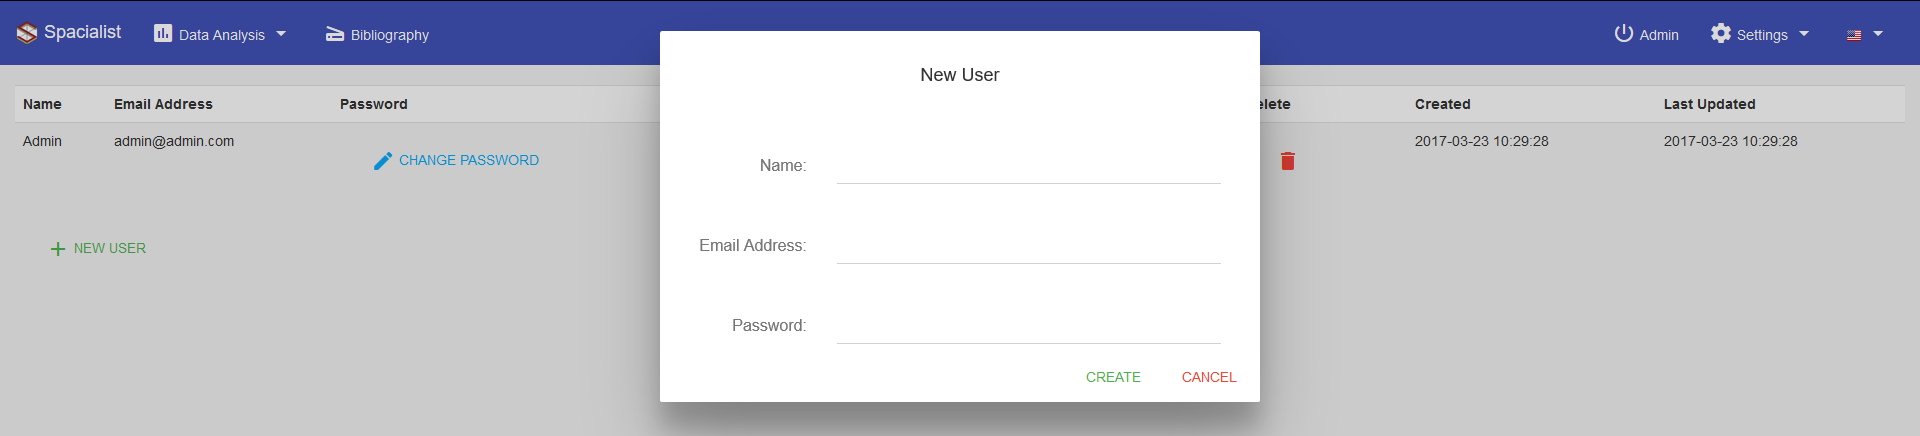 Spacialist Data Analysis Bibliography Admin Settings
New User
Name Email Address Password elete Created Last Updated
Admin admin@admin.com 2017-03-23 10:29:28 2017-03-23 10:29:28
CHANGE PASSWORD
Name:
Email Address:
NEW USER
Password:
CREATE CANCEL